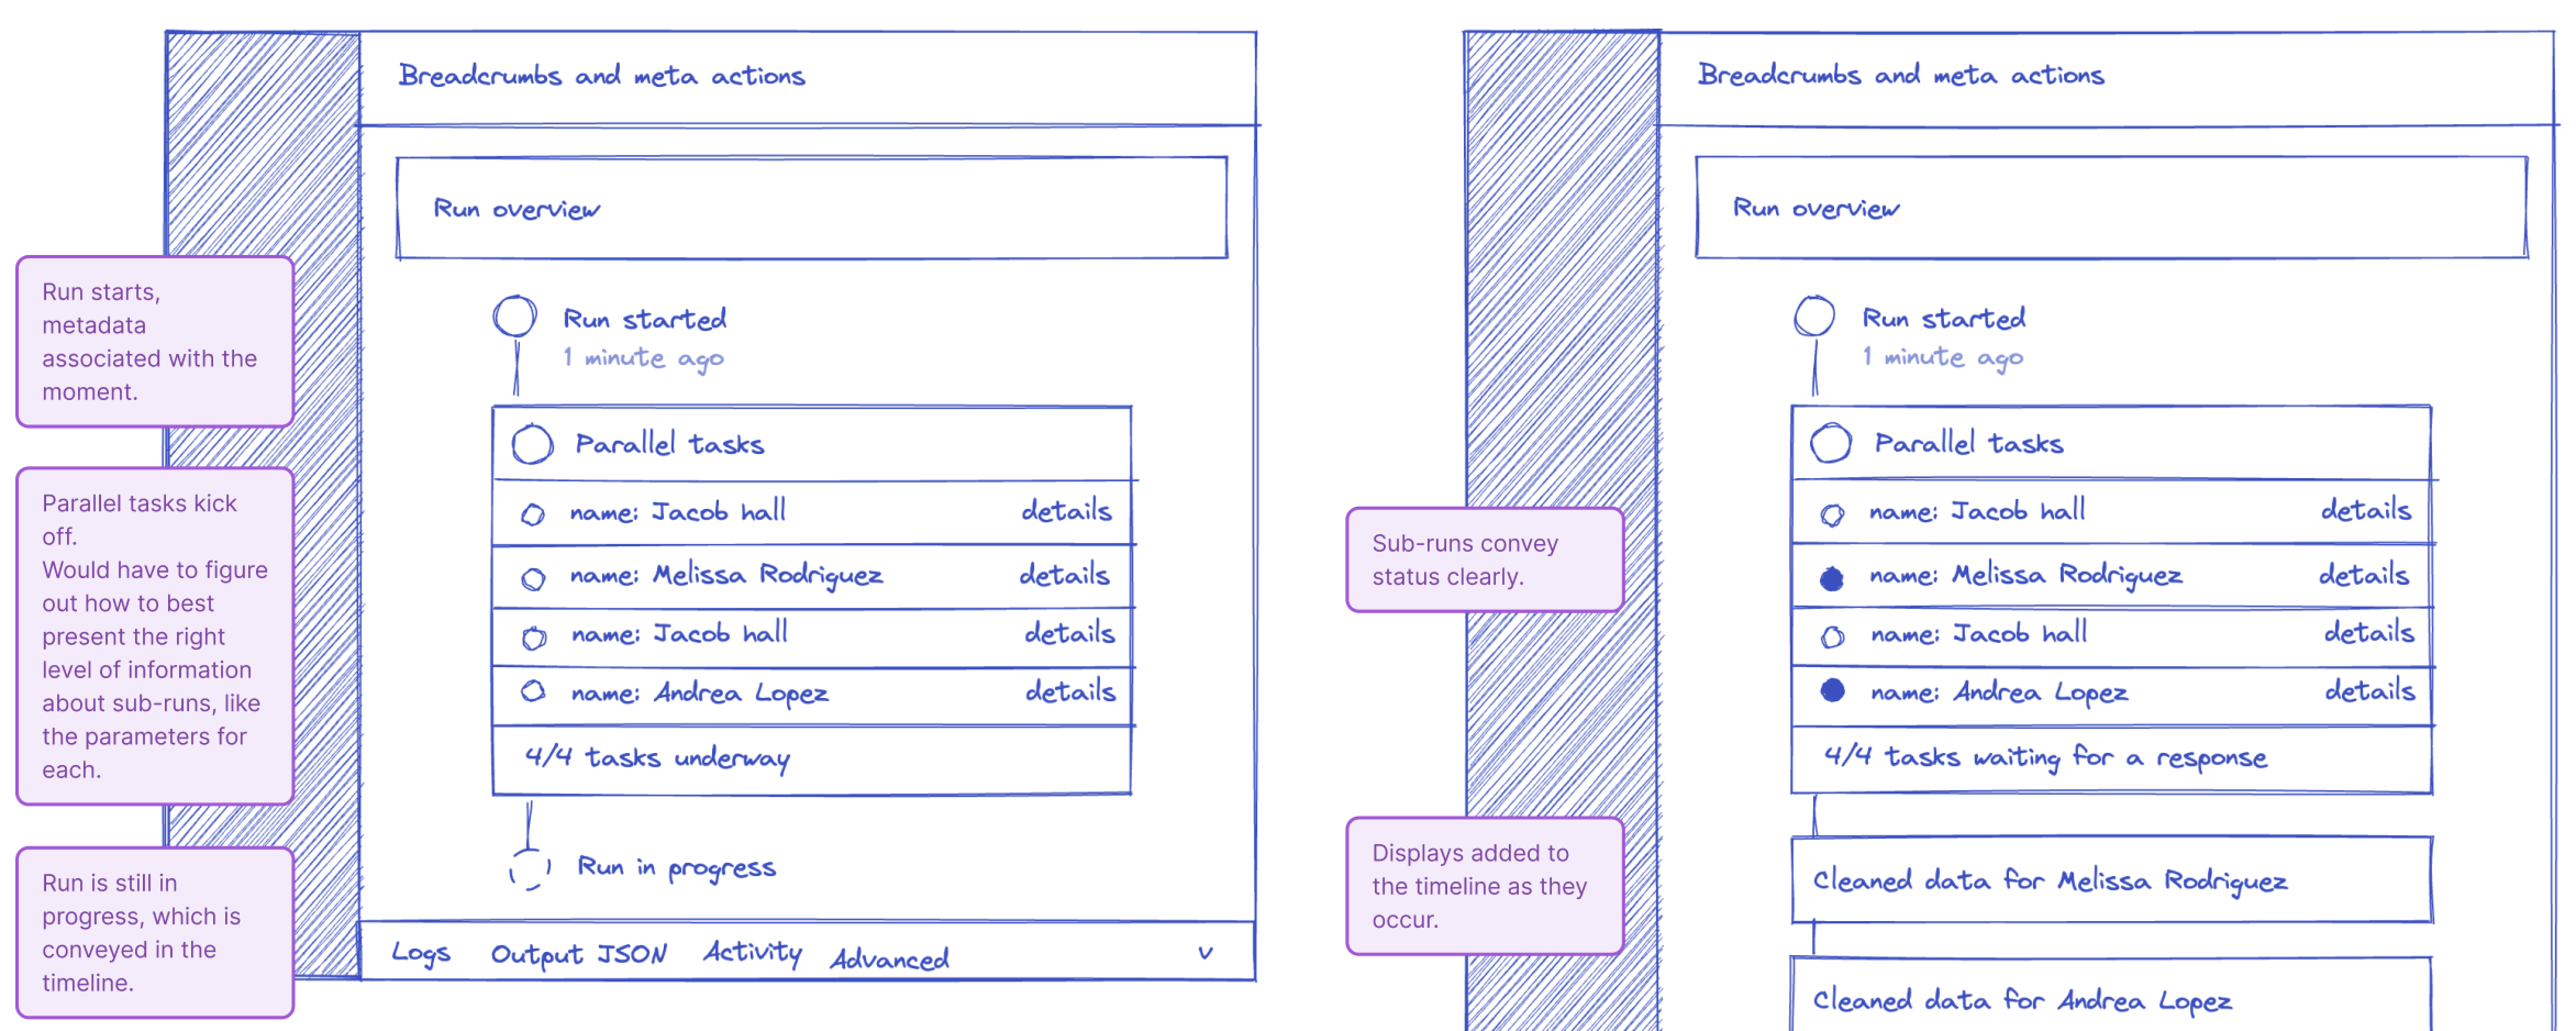 Breadcrumbs and meta actions
Run overview
Run started
1 minute ago
Parallel tasks
name: Jacob hall details
name: Melissa Rodriguez details
name: Jacob hall details
name: Andrea Lopez details
4/4 tasks underway
Run in progress
Logs Output JSON Activity Advanced v
Run starts,
metadata
associated with the
moment.
Parallel tasks kick
off.
Would have to figure
out how to best
present the right
level of information
about sub-runs, like
the parameters for
each.
Run is still in
progress, which is
conveyed in the
timeline.
Breadcrumbs and meta actions
Run overview
Run started
1 minute ago
Parallel tasks
name: Jacob hall details
name: Melissa Rodriguez details
name: Jacob hall details
name: Andrea Lopez details
4/4 tasks waiting for a response
Cleaned data for Melissa Rodriguez
Cleaned data for Andrea Lopez
Sub-runs convey
status clearly.
Displays added to
the timeline as they
occur.